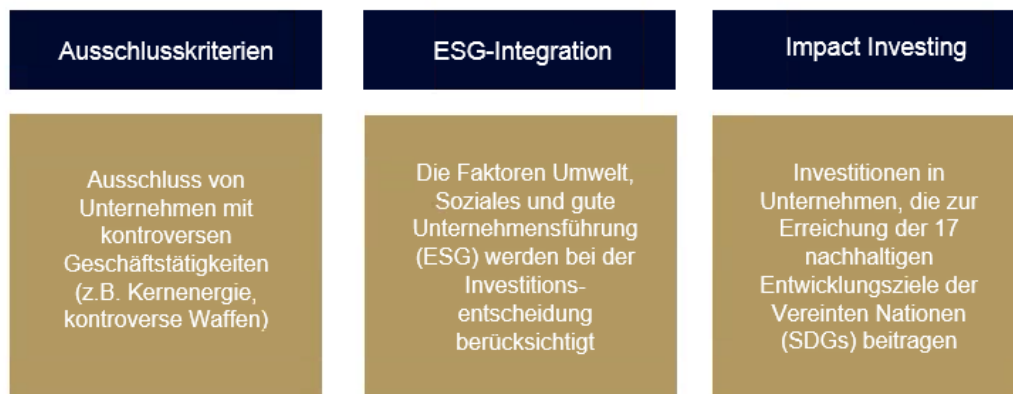 Ausschlusskriterien
Ausschluss von
Unternehmen mit
kontroversen
Geschäftstätigkeiten
(z.B. Kernenergie,
kontroverse Waffen)
ESG-Integration
Die Faktoren Umwelt,
Soziales und gute
Unternehmensführung
(ESG) werden bei der
Investitions-
entscheidung
berücksichtigt
Impact Investing
Investitionen in
Unternehmen, die zur
Erreichung der 17
nachhaltigen
Entwicklungsziele der
Vereinten Nationen
(SDGs) beitragen